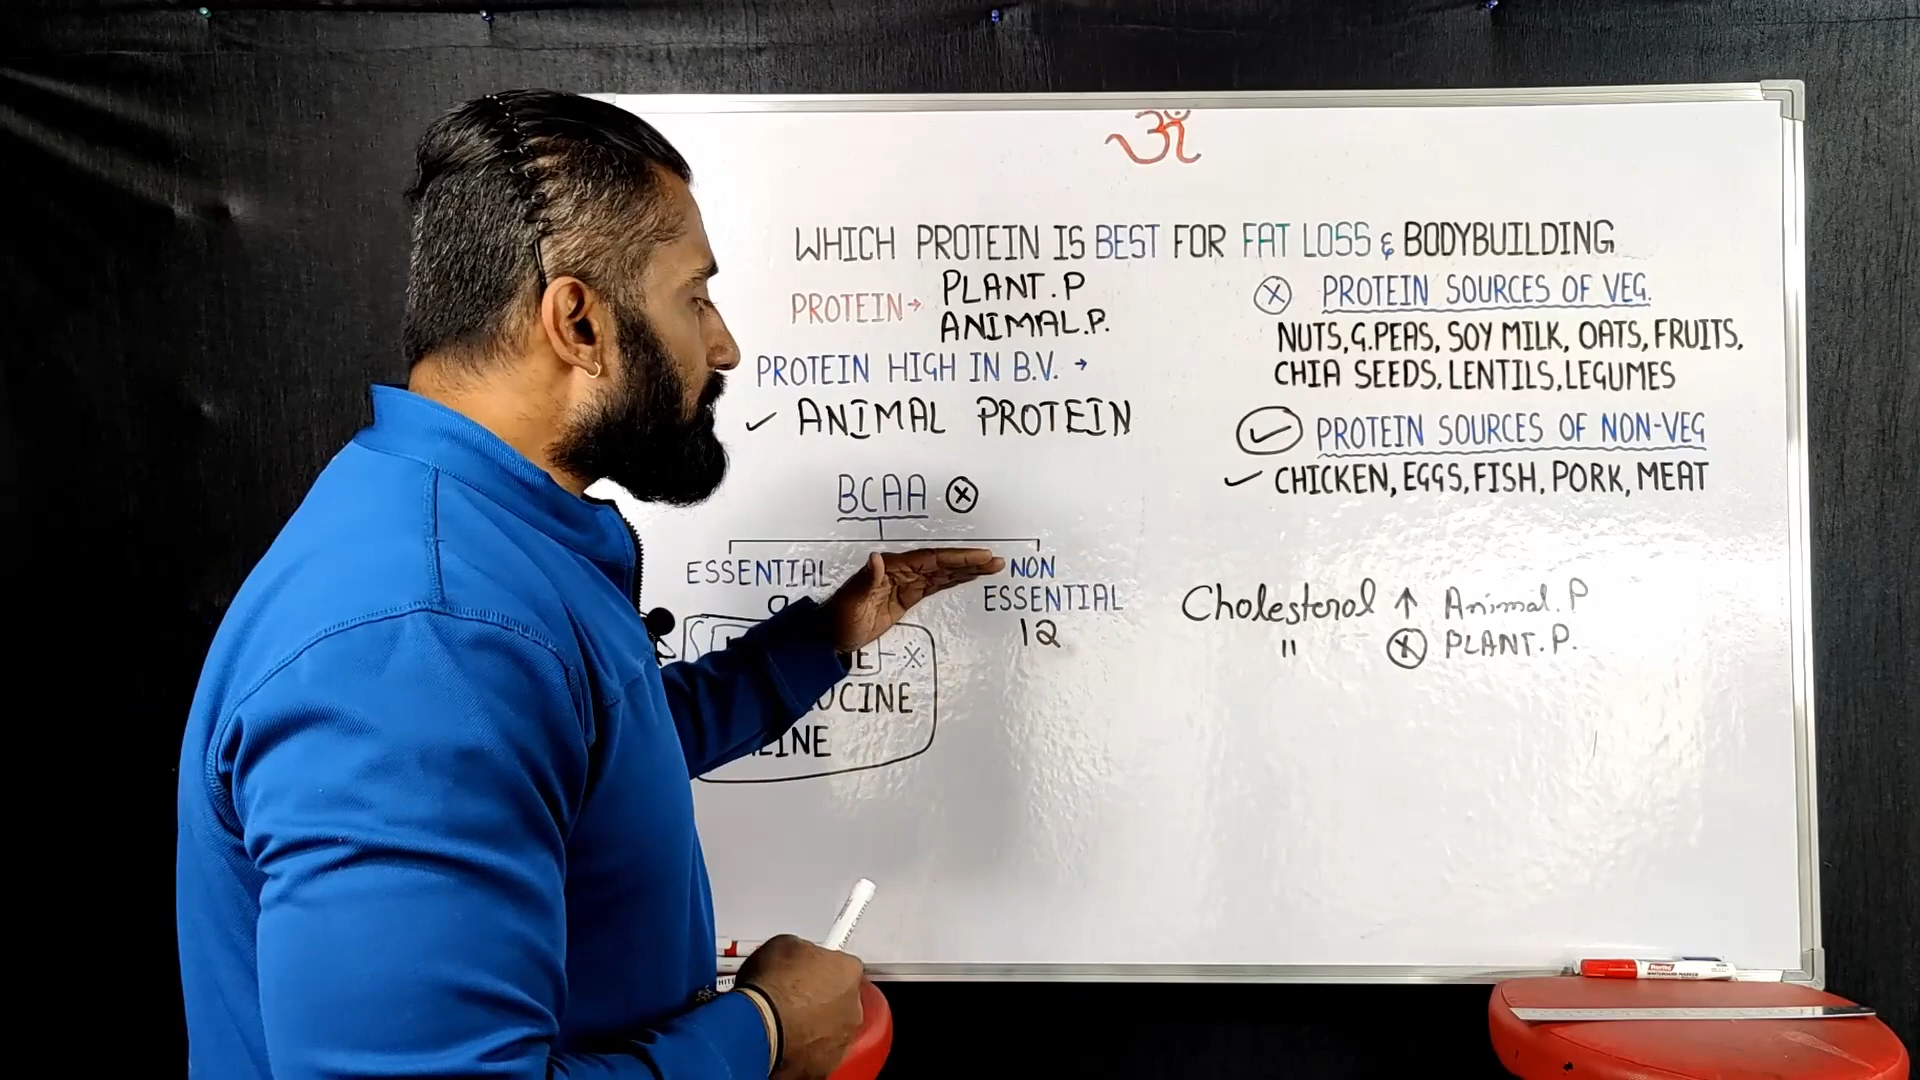 ॐ
WHICH PROTEIN IS BEST FOR FAT LOSS & BODYBUILDING
PROTEIN→
PLANT.P
ANIMAL.P.
PROTEIN HIGH IN B.V. →
✓ ANIMAL PROTEIN
BCAA ⓧ
ESSENTIAL
NON
ESSENTIAL
12
ⓧ PROTEIN SOURCES OF VEG.
NUTS, G.PEAS, SOY MILK, OATS, FRUITS,
CHIA SEEDS, LENTILS, LEGUMES
✓ PROTEIN SOURCES OF NON-VEG
✓ CHICKEN, EGGS, FISH, PORK, MEAT
Cholesterol ↑ Animal.P
" ⓧ PLANT.P.
FABER-CASTELL